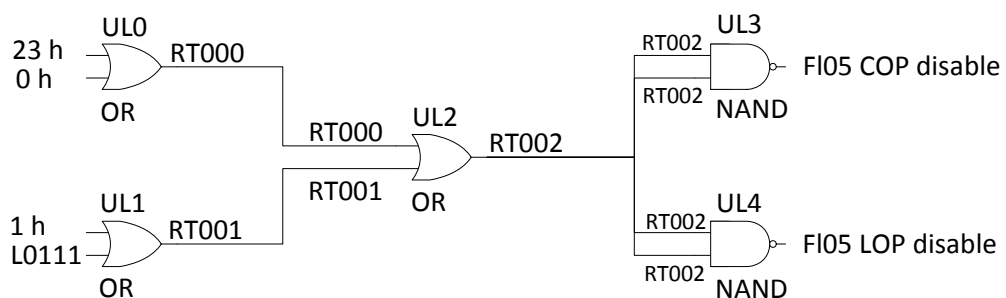 UL0
23 h
RT000
0 h
OR
UL1
1 h
RT001
L0111
OR
UL2
RT000
RT002
RT001
OR
UL3
RT002
Fl05 COP disable
RT002
NAND
UL4
RT002
Fl05 LOP disable
RT002
NAND